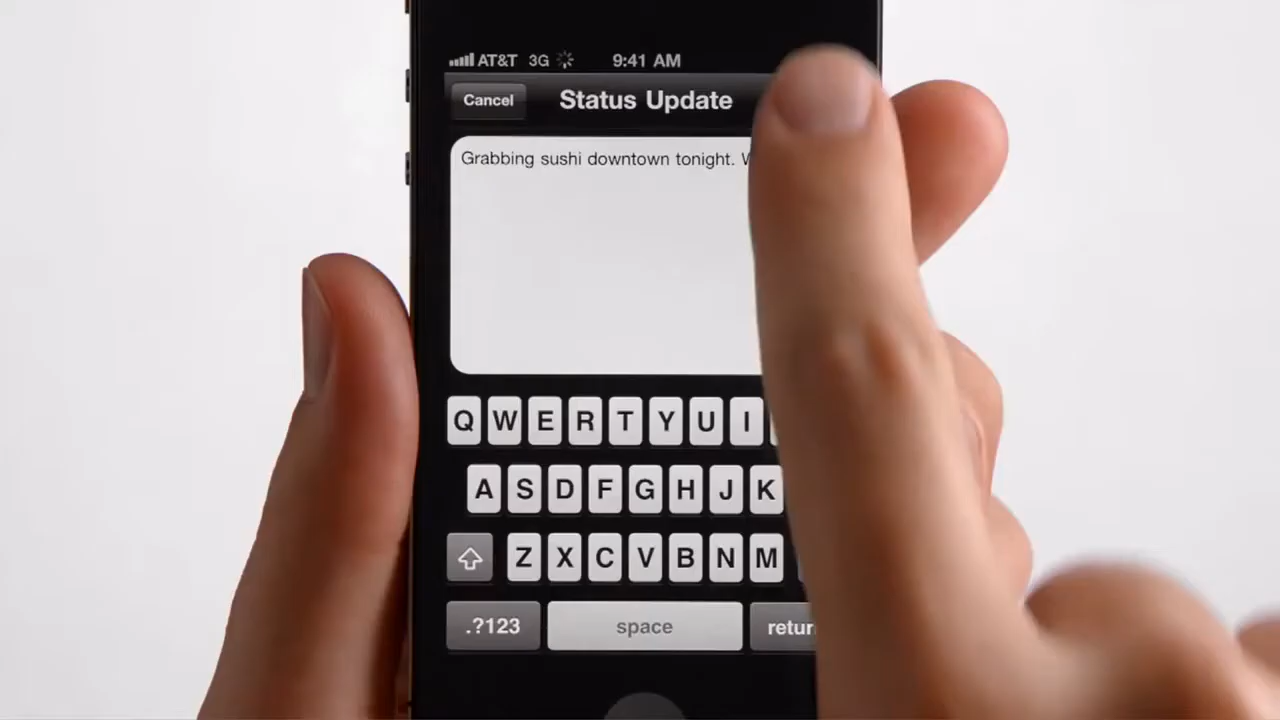 AT&T 3G 9:41 AM
Cancel Status Update
Grabbing sushi downtown tonight.
Q W E R T Y U I
A S D F G H J K
Z X C V B N M
.?123 space